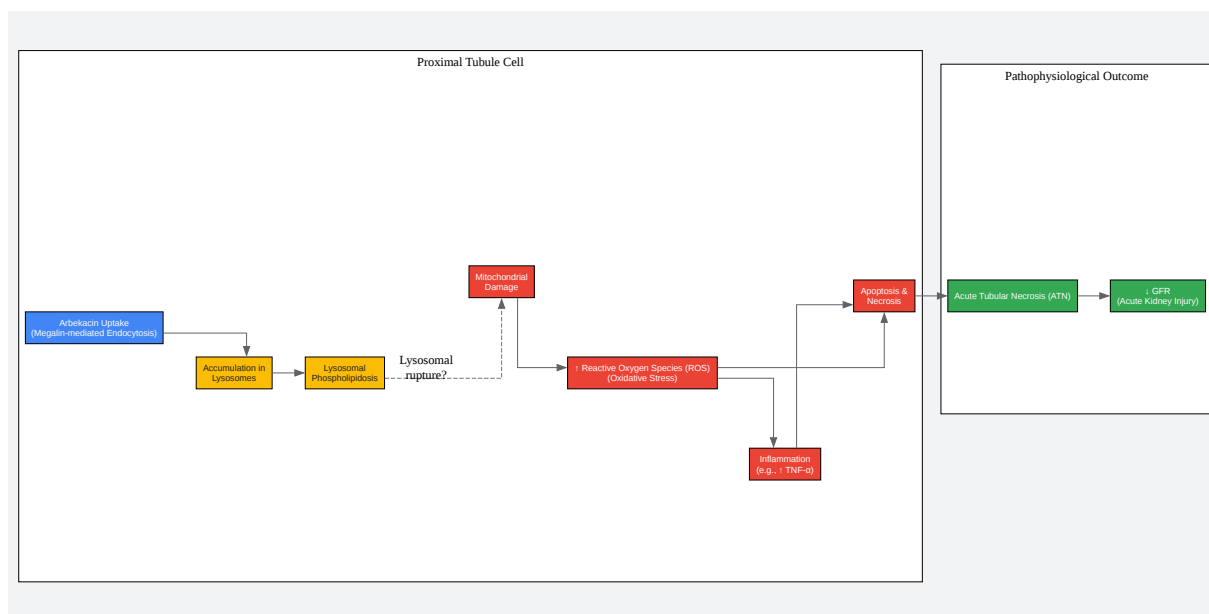 Proximal Tubule Cell
Pathophysiological Outcome
Arbekacin Uptake
(Megalin-mediated Endocytosis)
Accumulation in
Lysosomes
Lysosomal
Phospholipidosis
Lysosomal
rupture?
Mitochondrial
Damage
↑ Reactive Oxygen Species (ROS)
(Oxidative Stress)
Inflammation
(e.g., ↑ TNF-α)
Apoptosis &
Necrosis
Acute Tubular Necrosis (ATN)
↓ GFR
(Acute Kidney Injury)